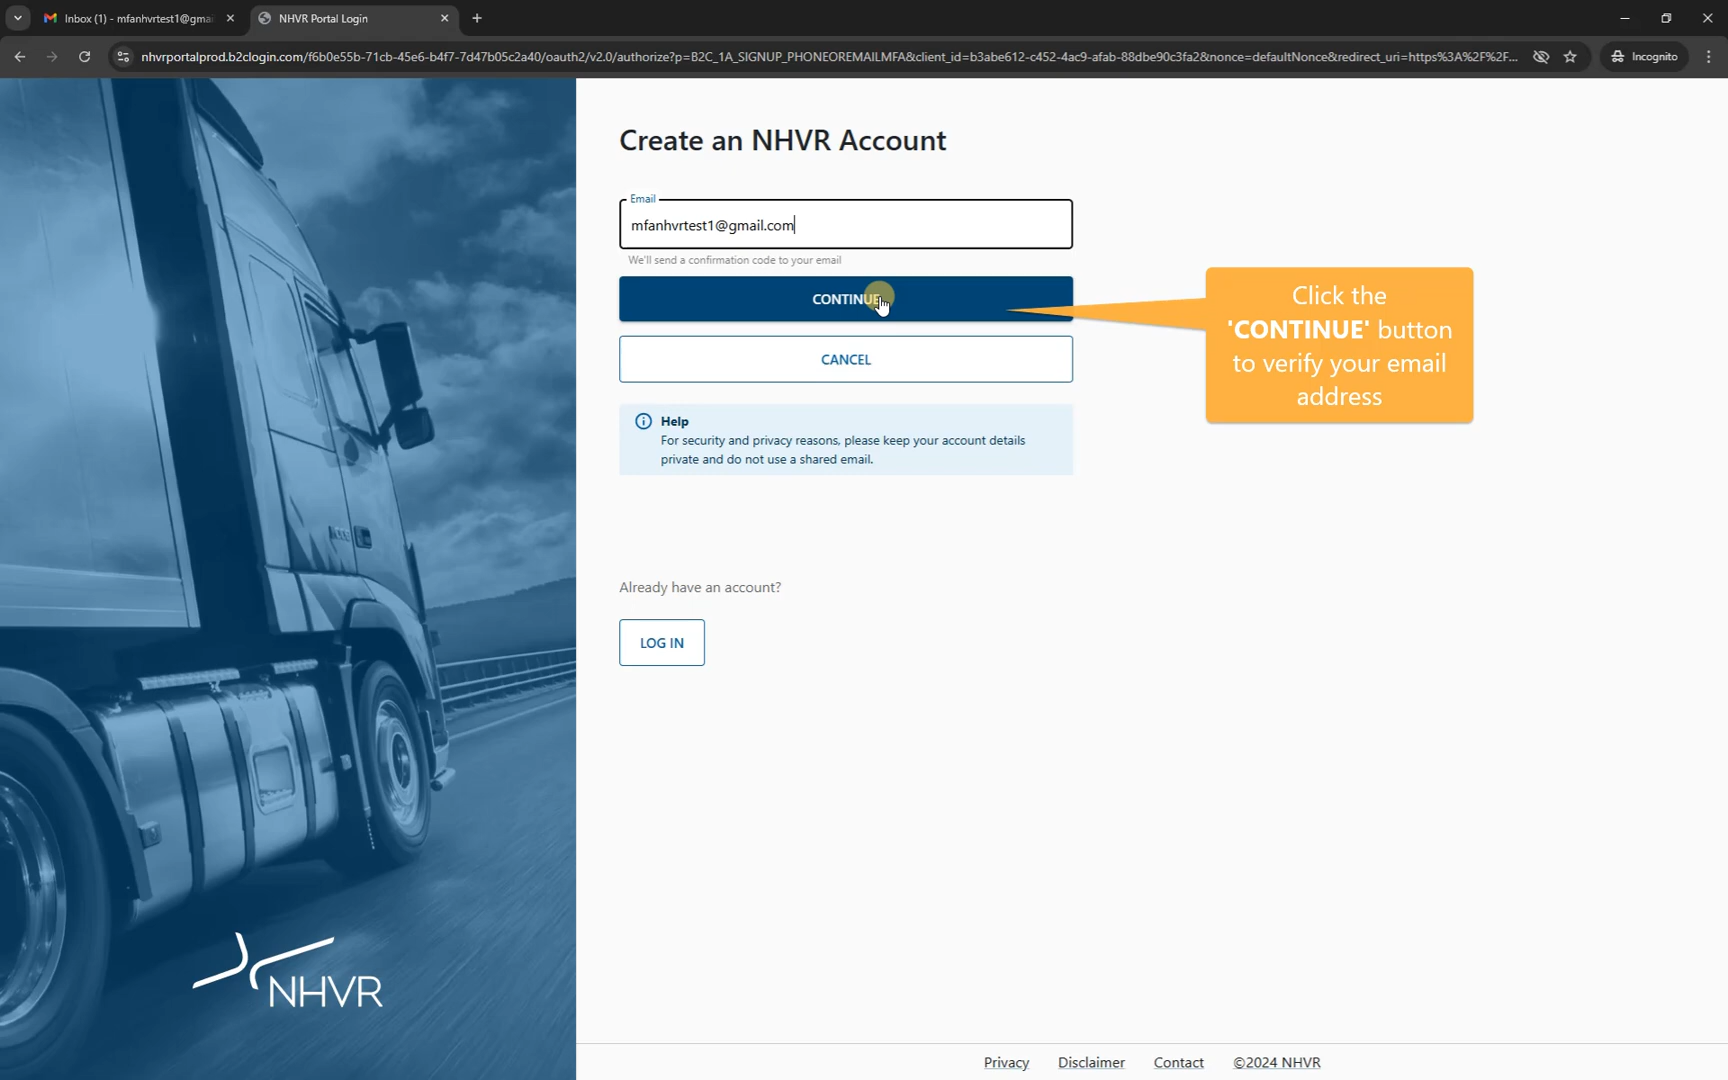 Inbox (1) - mfanhvrtest1@gmai
NHVR Portal Login
nhvrportalprod.b2clogin.com/f6b0e55b-71cb-45e6-b4f7-7d47b05c2a40/oauth2/v2.0/authorize?p=B2C_1A_SIGNUP_PHONEOREMAILMFA&client_id=b3abe612-c452-4ac9-afab-88dbe90c3fa2&nonce=defaultNonce&redirect_uri=https%3A%2F%2F...
Incognito
Create an NHVR Account
Email
mfanhvrtest1@gmail.com
We'll send a confirmation code to your email
CONTINUE
Click the
'CONTINUE' button
to verify your email
address
CANCEL
Help
For security and privacy reasons, please keep your account details
private and do not use a shared email.
Already have an account?
LOG IN
NHVR
Privacy
Disclaimer
Contact
©2024 NHVR